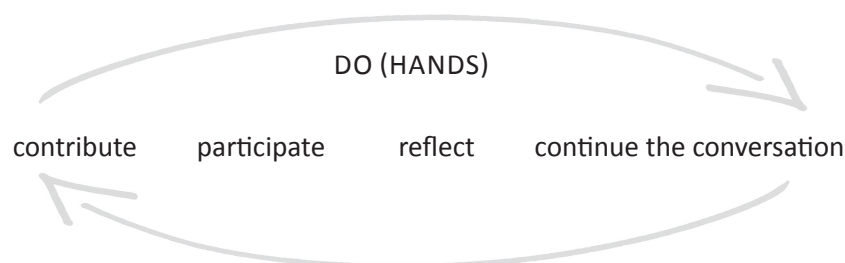 DO (HANDS)
contribute participate reflect continue the conversation